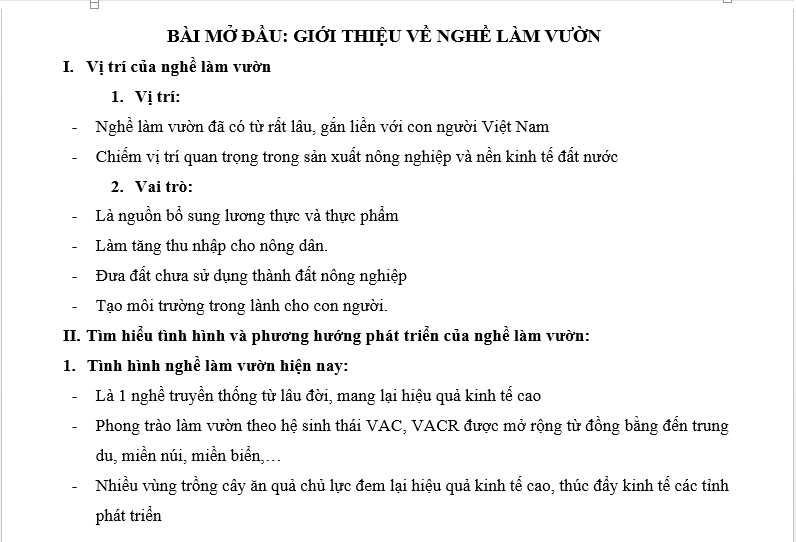 BÀI MỞ ĐẦU: GIỚI THIỆU VỀ NGHỀ LÀM VƯỜN
I. Vị trí của nghề làm vườn
1. Vị trí:
- Nghề làm vườn đã có từ rất lâu, gắn liền với con người Việt Nam
- Chiếm vị trí quan trọng trong sản xuất nông nghiệp và nền kinh tế đất nước
2. Vai trò:
- Là nguồn bổ sung lương thực và thực phẩm
- Làm tăng thu nhập cho nông dân.
- Đưa đất chưa sử dụng thành đất nông nghiệp
- Tạo môi trường trong lành cho con người.
II. Tìm hiểu tình hình và phương hướng phát triển của nghề làm vườn:
1. Tình hình nghề làm vườn hiện nay:
- Là 1 nghề truyền thống từ lâu đời, mang lại hiệu quả kinh tế cao
- Phong trào làm vườn theo hệ sinh thái VAC, VACR được mở rộng từ đồng bằng đến trung
du, miền núi, miền biển,…
- Nhiều vùng trồng cây ăn quả chủ lực đem lại hiệu quả kinh tế cao, thúc đẩy kinh tế các tỉnh
phát triển